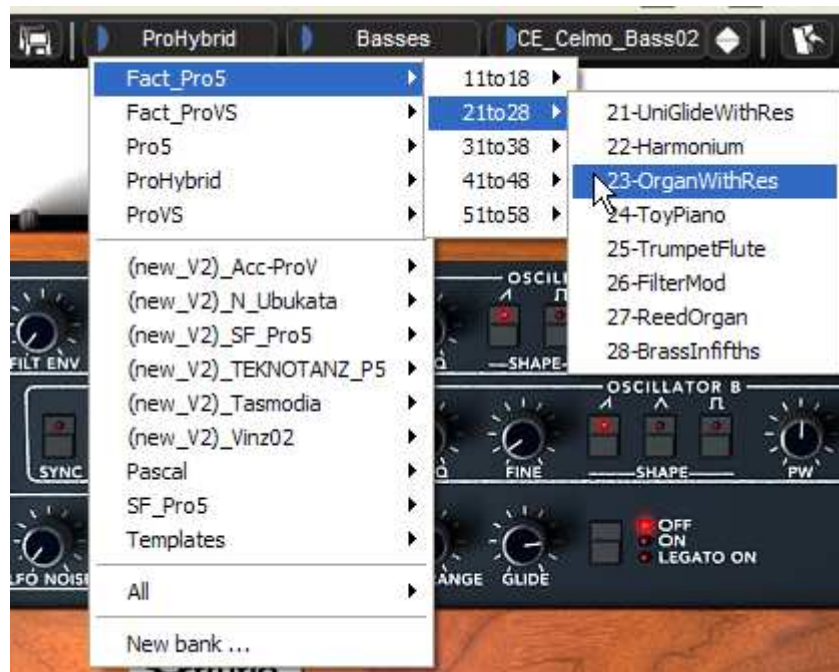 ProHybrid
Basses
CE_Celmo_Bass02
Fact_Pro5
Fact_ProVS
Pro5
ProHybrid
ProVS
(new_V2)_Acc-ProV
(new_V2)_N_Ubukata
(new_V2)_SF_Pro5
(new_V2)_TEKNOTANZ_P5
(new_V2)_Tasmodia
(new_V2)_Vinz02
Pascal
SF_Pro5
Templates
All
New bank ...
11to18
21to28
31to38
41to48
51to58
21-UniGlideWithRes
22-Harmonium
23-OrganWithRes
24-ToyPiano
25-TrumpetFlute
26-FilterMod
27-ReedOrgan
28-BrassInfifths
OSCILL
FILT ENV
SHAPE
OSCILLATOR B
SYNC
FINE
SHAPE
PW
OFF
ON
LEGATO ON
LFO NOISE
ANGE
GLIDE